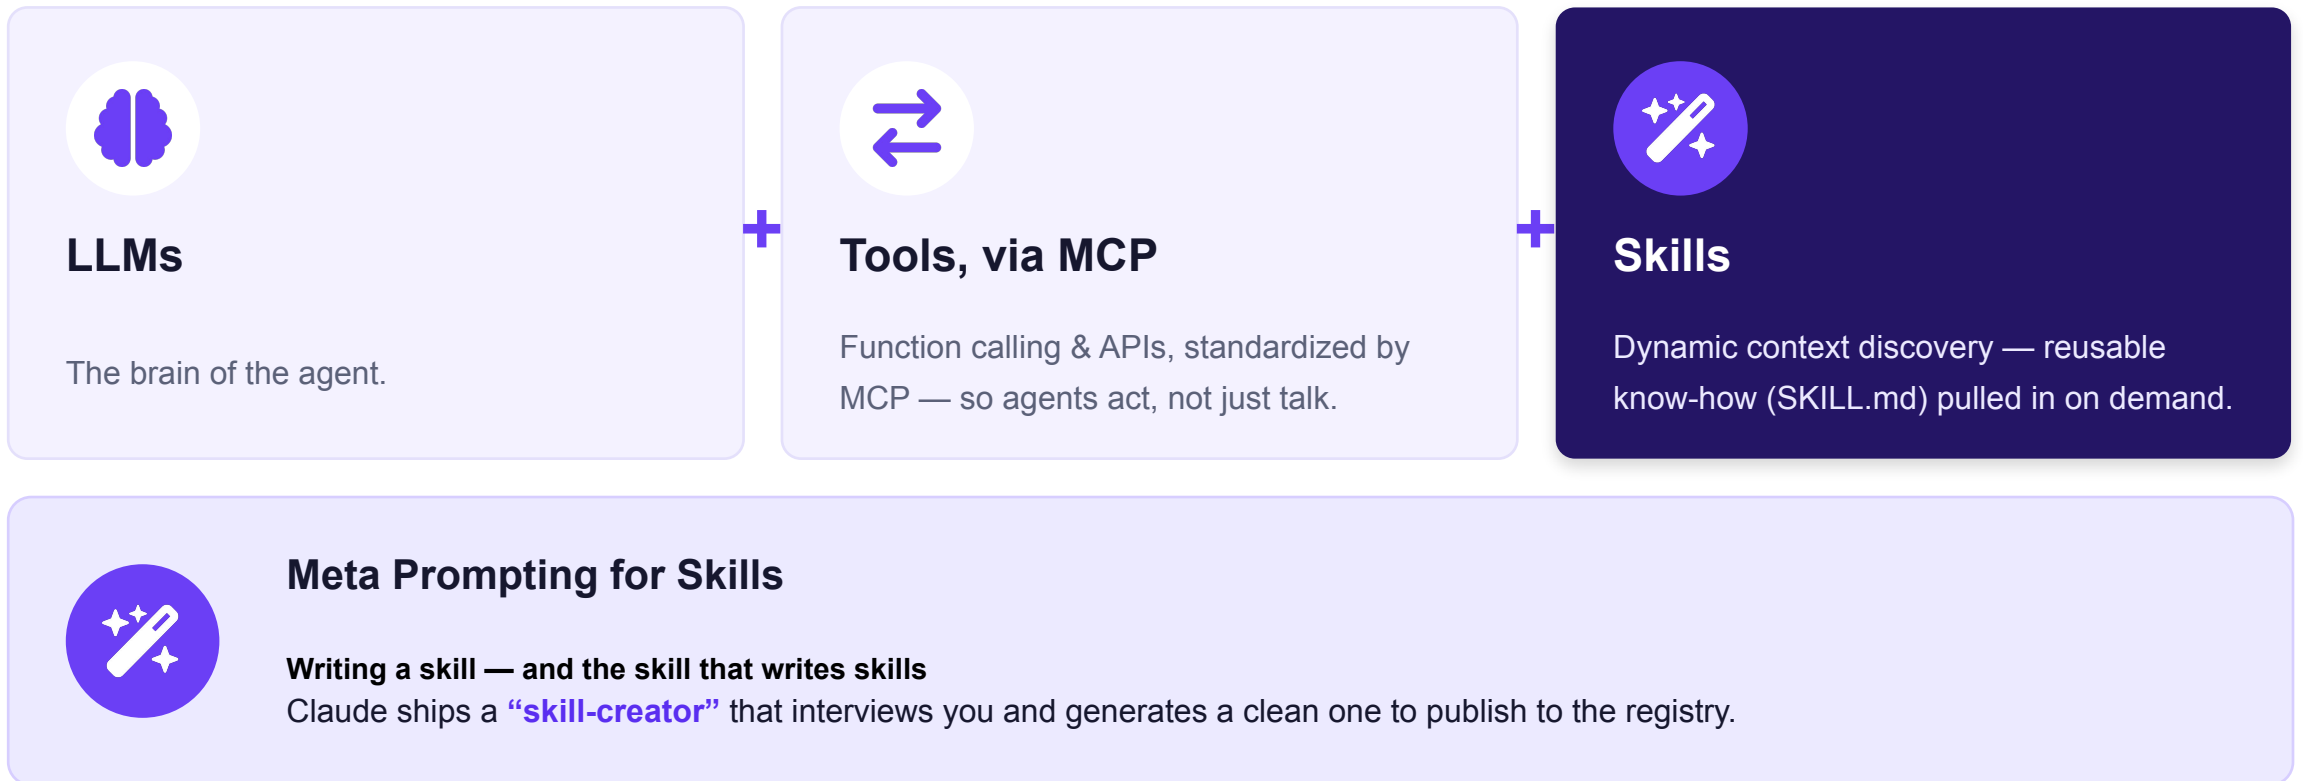 LLMs
The brain of the agent.
+
Tools, via MCP
Function calling & APIs, standardized by
MCP — so agents act, not just talk.
+
Skills
Dynamic context discovery — reusable
know-how (SKILL.md) pulled in on demand.
Meta Prompting for Skills
Writing a skill — and the skill that writes skills
Claude ships a “skill-creator” that interviews you and generates a clean one to publish to the registry.